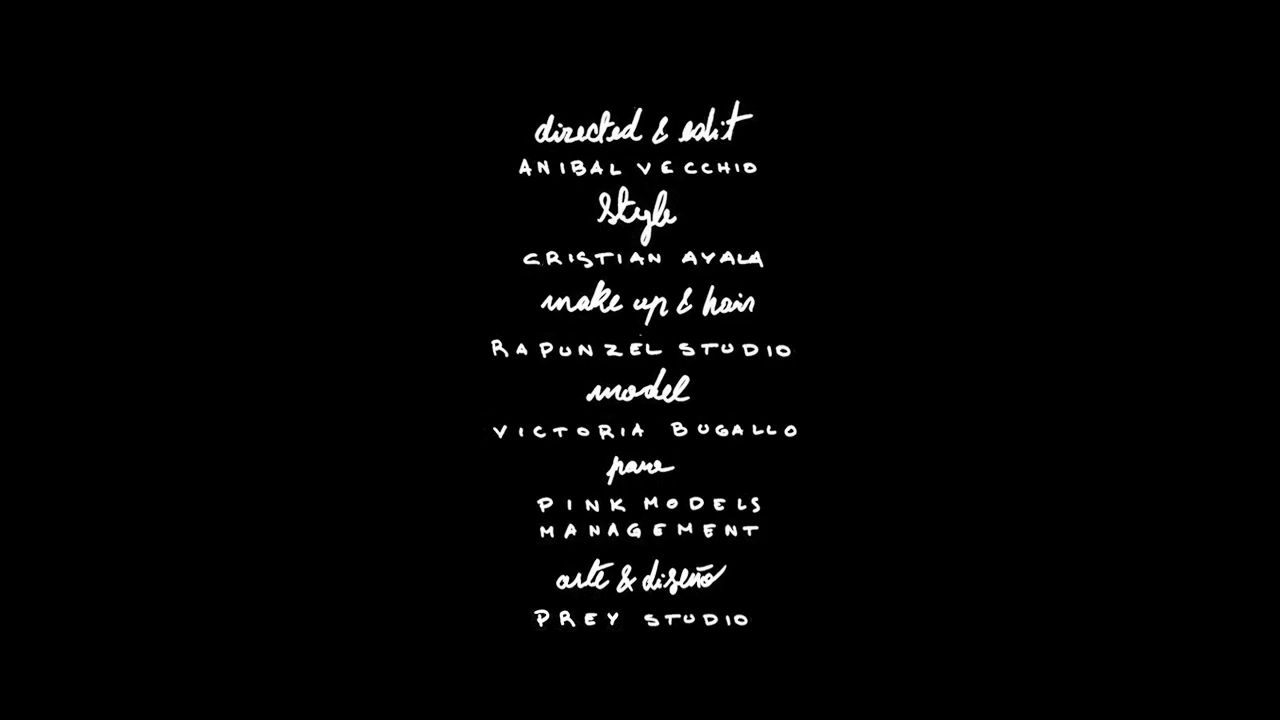 directed & edit
ANIBAL VECCHIO
Style
CRISTIAN AYALA
make up & hair
RAPUNZEL STUDIO
model
VICTORIA BUGALLO
para
PINK MODELS
MANAGEMENT
arte & diseño
PREY STUDIO